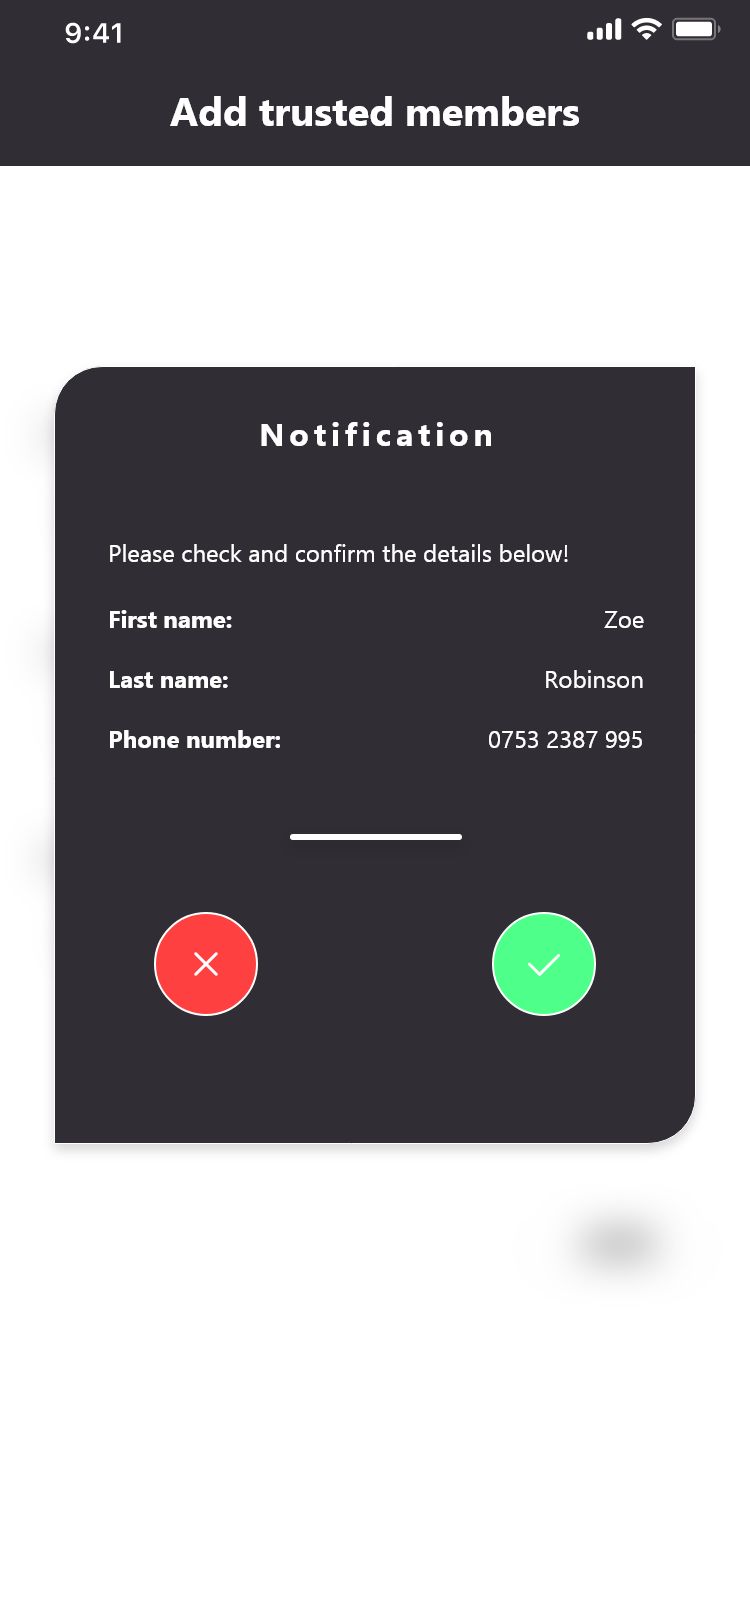 9:41
Add trusted members
Notification
Please check and confirm the details below!
First name: Zoe
Last name: Robinson
Phone number: 0753 2387 995